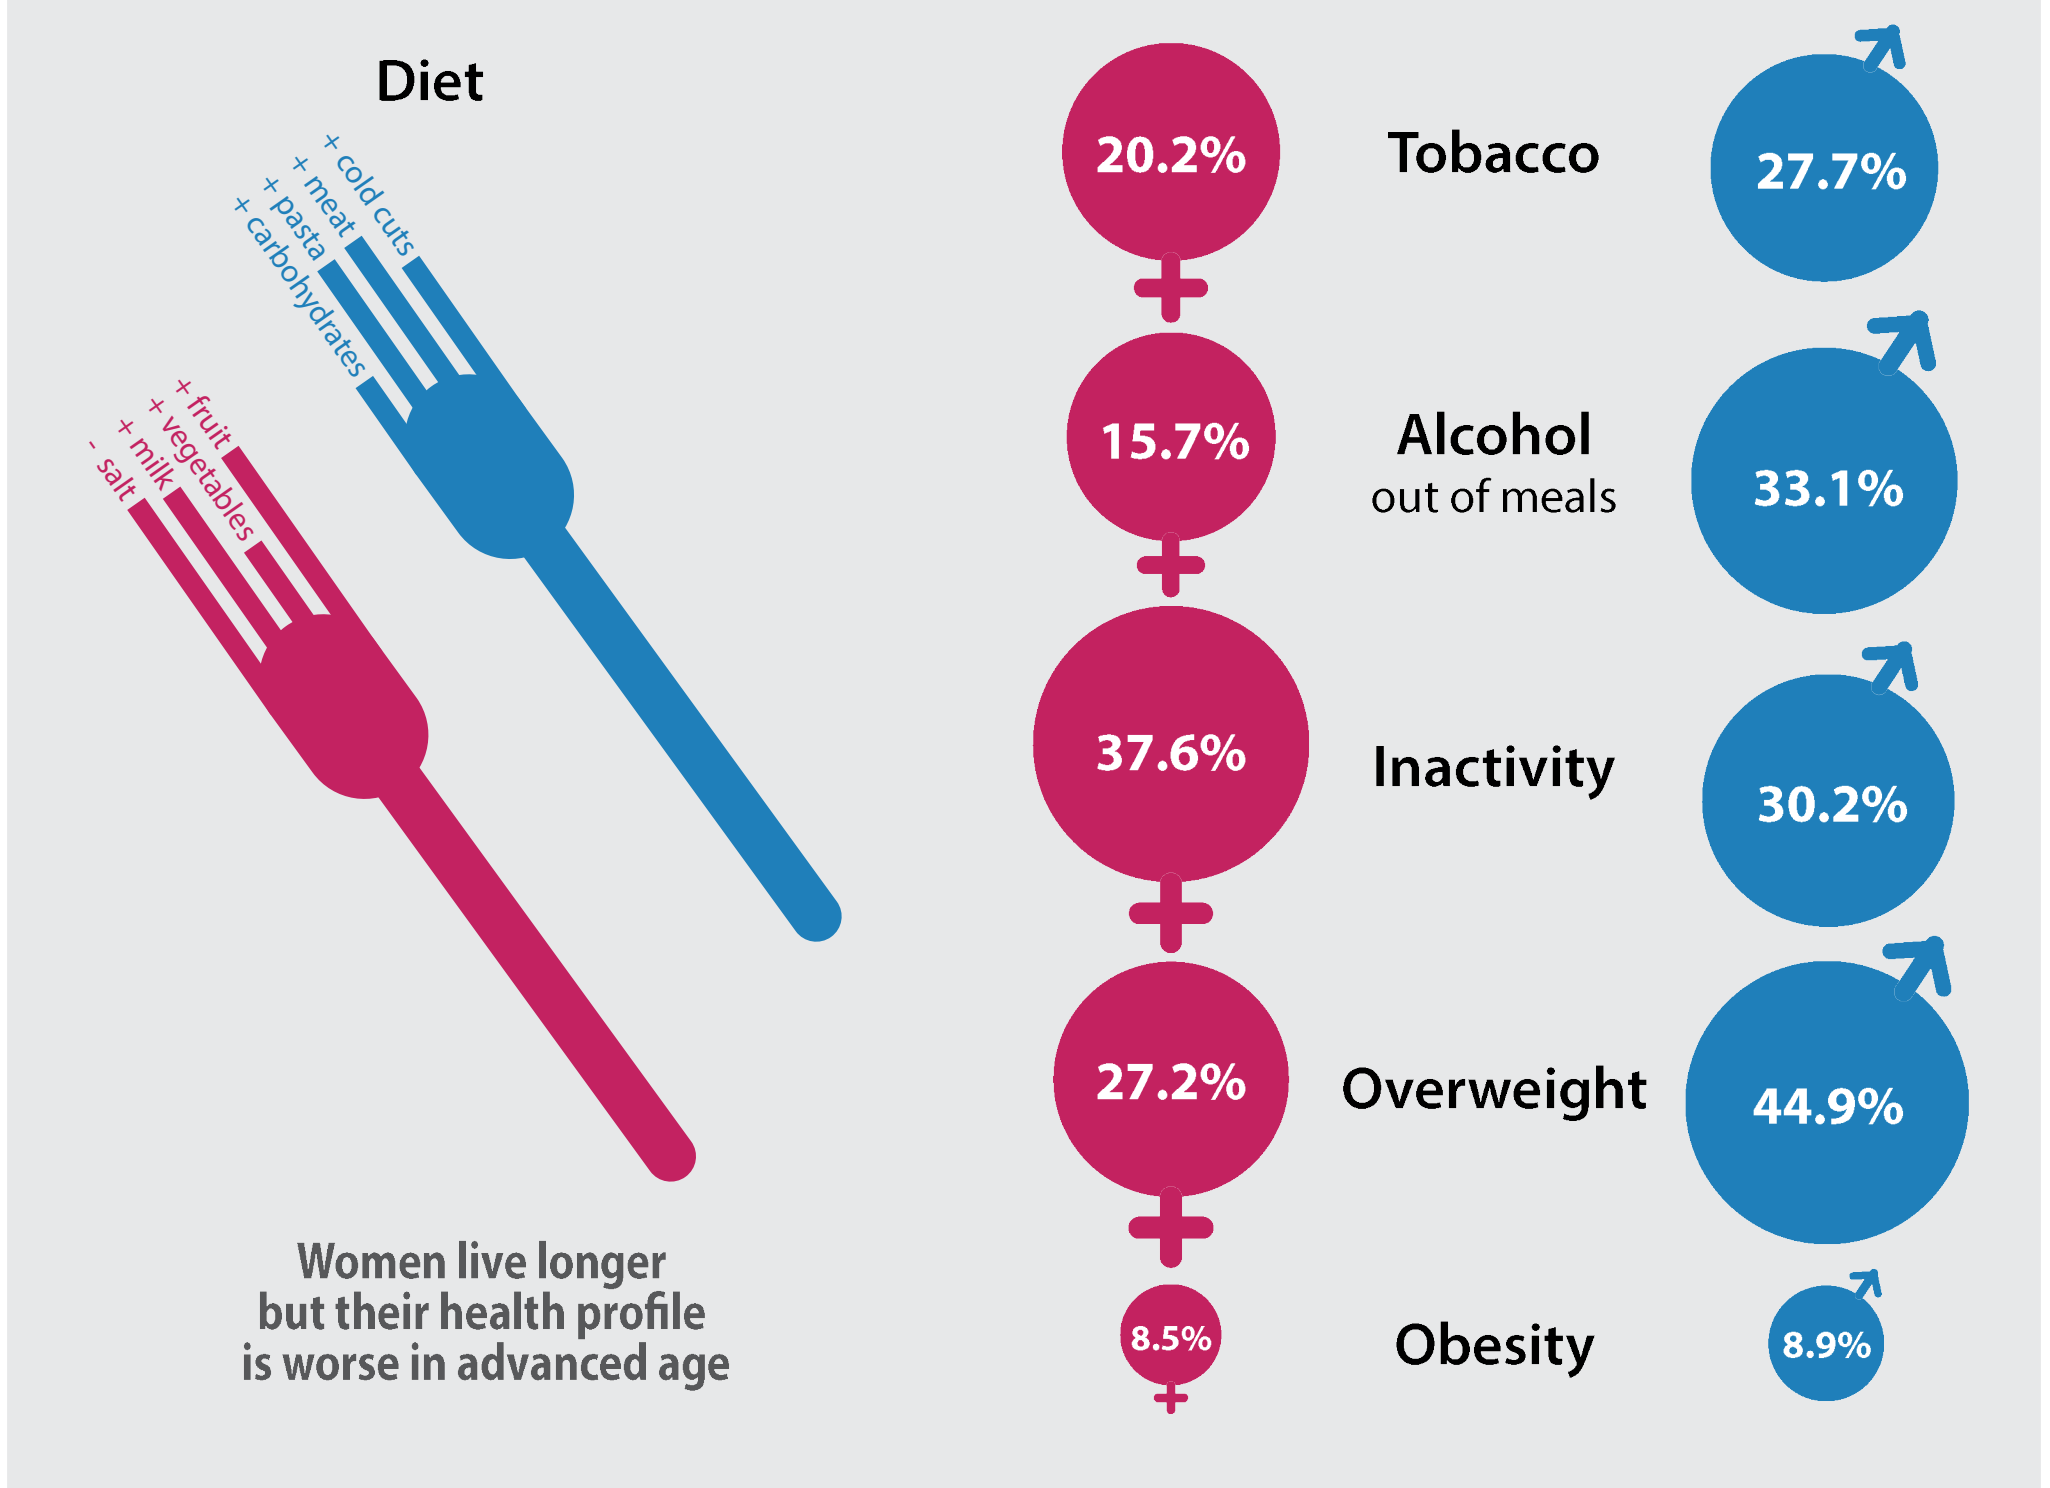 Diet
+ cold cuts
+ meat
+ pasta
+ carbohydrates
+ fruit
+ vegetables
+ milk
- salt
Women live longer
but their health profile
is worse in advanced age
20.2%
Tobacco
27.7%
15.7%
Alcohol
out of meals
33.1%
37.6%
Inactivity
30.2%
27.2%
Overweight
44.9%
8.5%
Obesity
8.9%